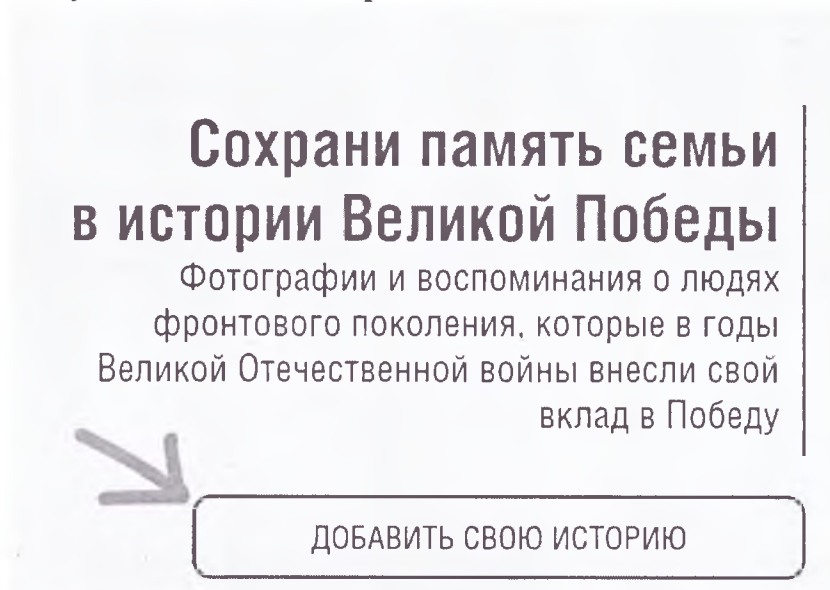 Сохрани память семьи
в истории Великой Победы
Фотографии и воспоминания о людях
фронтового поколения, которые в годы
Великой Отечественной войны внесли свой
вклад в Победу
ДОБАВИТЬ СВОЮ ИСТОРИЮ